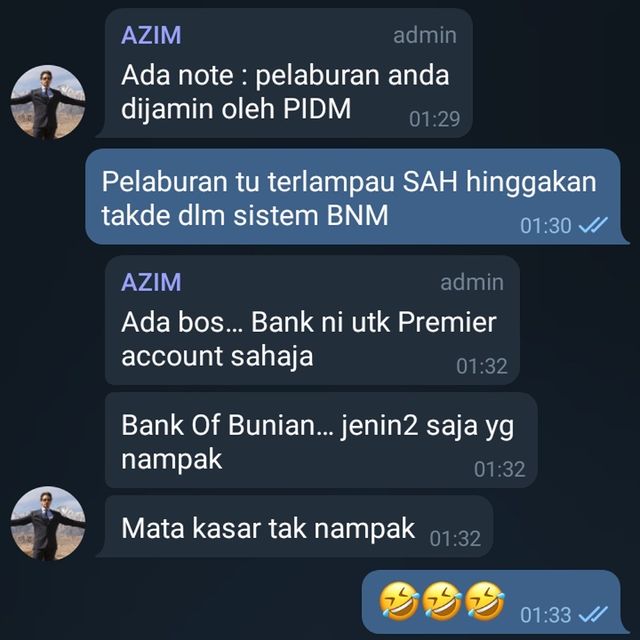 AZIM admin
Ada note : pelaburan anda
dijamin oleh PIDM 01:29
Pelaburan tu terlampau SAH hinggakan
takde dlm sistem BNM 01:30
AZIM admin
Ada bos... Bank ni utk Premier
account sahaja 01:32
Bank Of Bunian... jenin2 saja yg
nampak 01:32
Mata kasar tak nampak 01:32
🤣🤣🤣 01:33